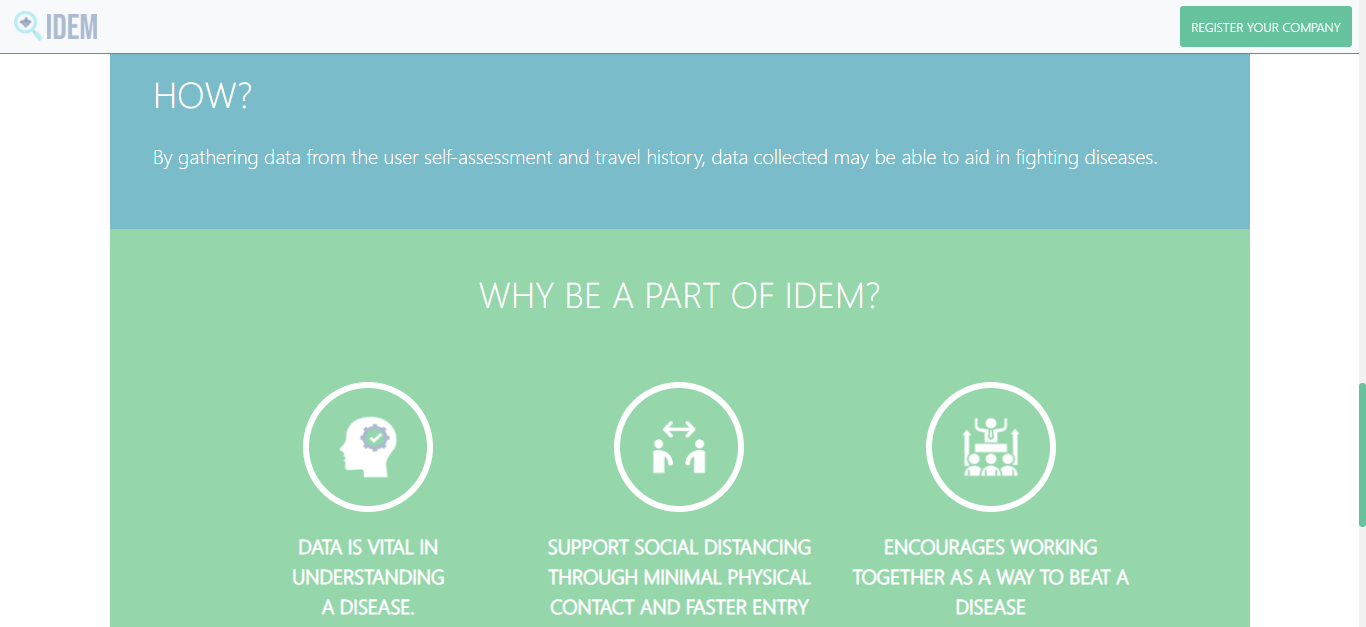 IDEM
REGISTER YOUR COMPANY
HOW?
By gathering data from the user self-assessment and travel history, data collected may be able to aid in fighting diseases.
WHY BE A PART OF IDEM?
DATA IS VITAL IN
UNDERSTANDING
A DISEASE.
SUPPORT SOCIAL DISTANCING
THROUGH MINIMAL PHYSICAL
CONTACT AND FASTER ENTRY
ENCOURAGES WORKING
TOGETHER AS A WAY TO BEAT A
DISEASE